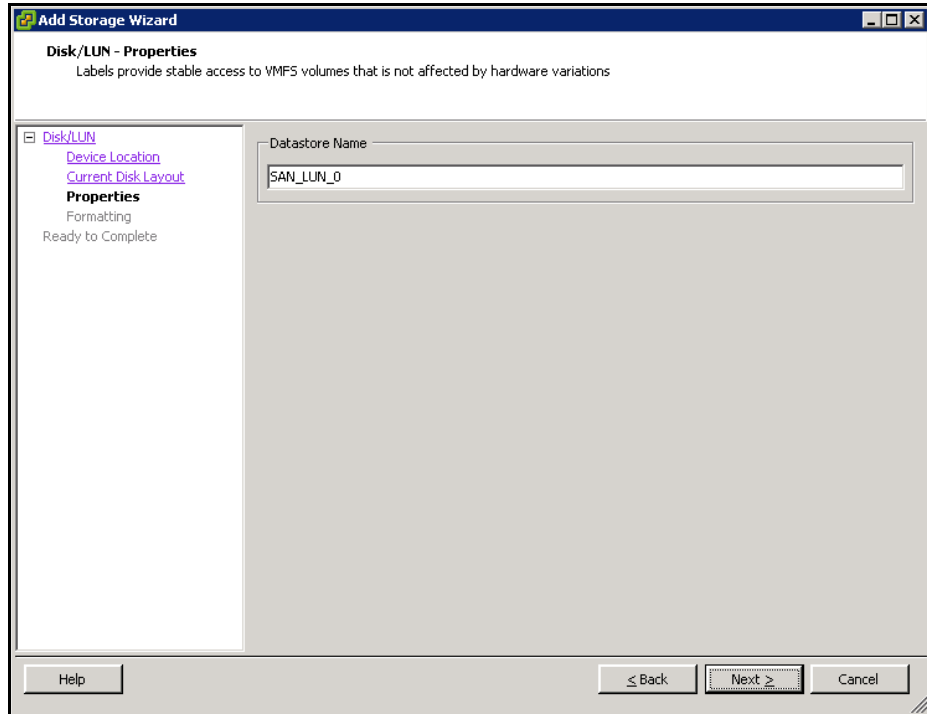 Add Storage Wizard
Disk/LUN - Properties
Labels provide stable access to VMFS volumes that is not affected by hardware variations
Disk/LUN
Device Location
Current Disk Layout
Properties
Formatting
Ready to Complete
Datastore Name
SAN_LUN_0
Help
< Back
Next >
Cancel